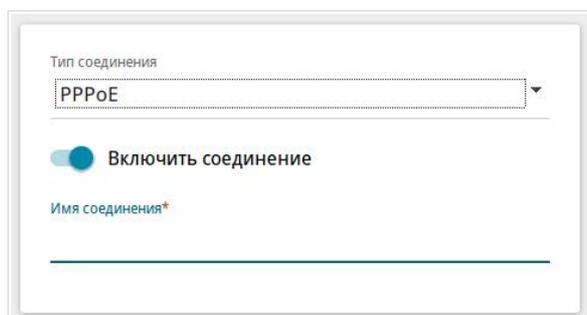 Тип соединения
PPPoE
Включить соединение
Имя соединения*